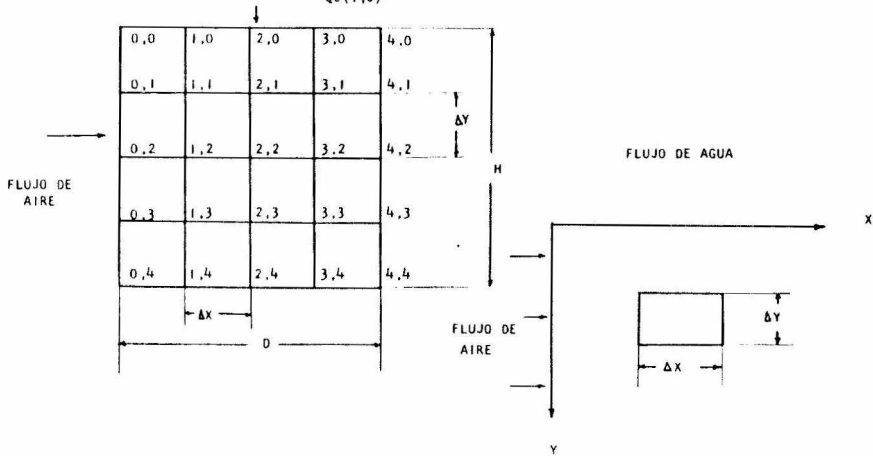 0,0 1,0 2,0 3,0 4,0
0,1 1,1 2,1 3,1 4,1
ΔY
0,2 1,2 2,2 3,2 4,2
H
FLUJO DE
AIRE
0,3 1,3 2,3 3,3 4,3
0,4 1,4 2,4 3,4 4,4
ΔX
D
FLUJO DE AGUA
X
FLUJO DE
AIRE
ΔY
ΔX
Y